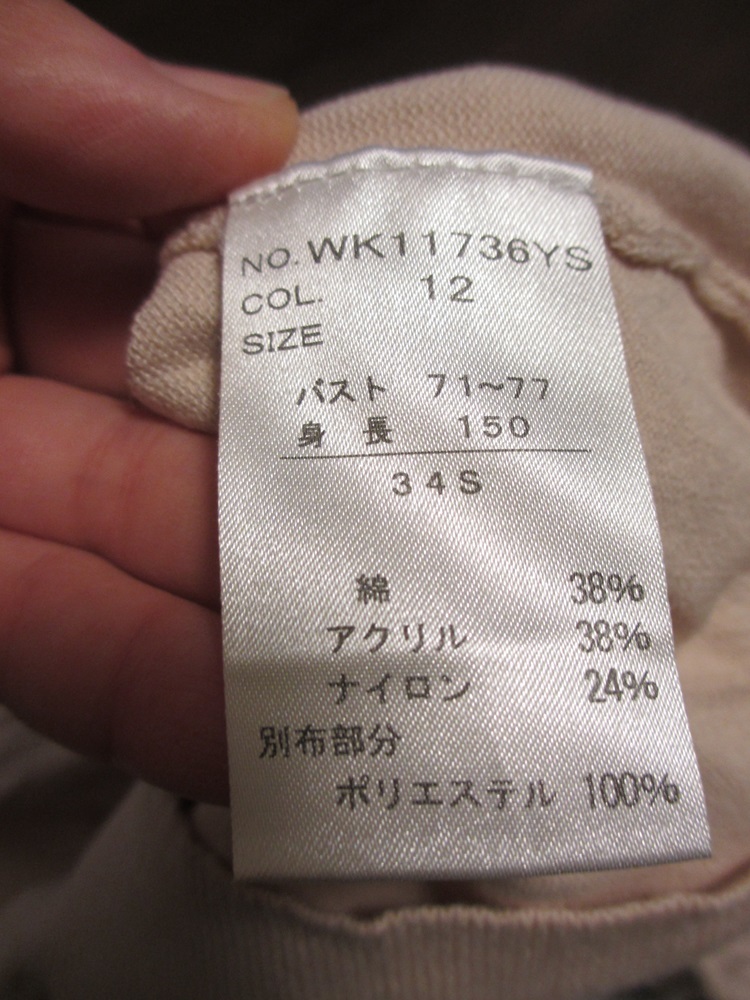 NO. WK11736YS
COL. 12
SIZE
バスト 71〜77
身長 150
34S
綿 38%
アクリル 38%
ナイロン 24%
別布部分
ポリエステル 100%